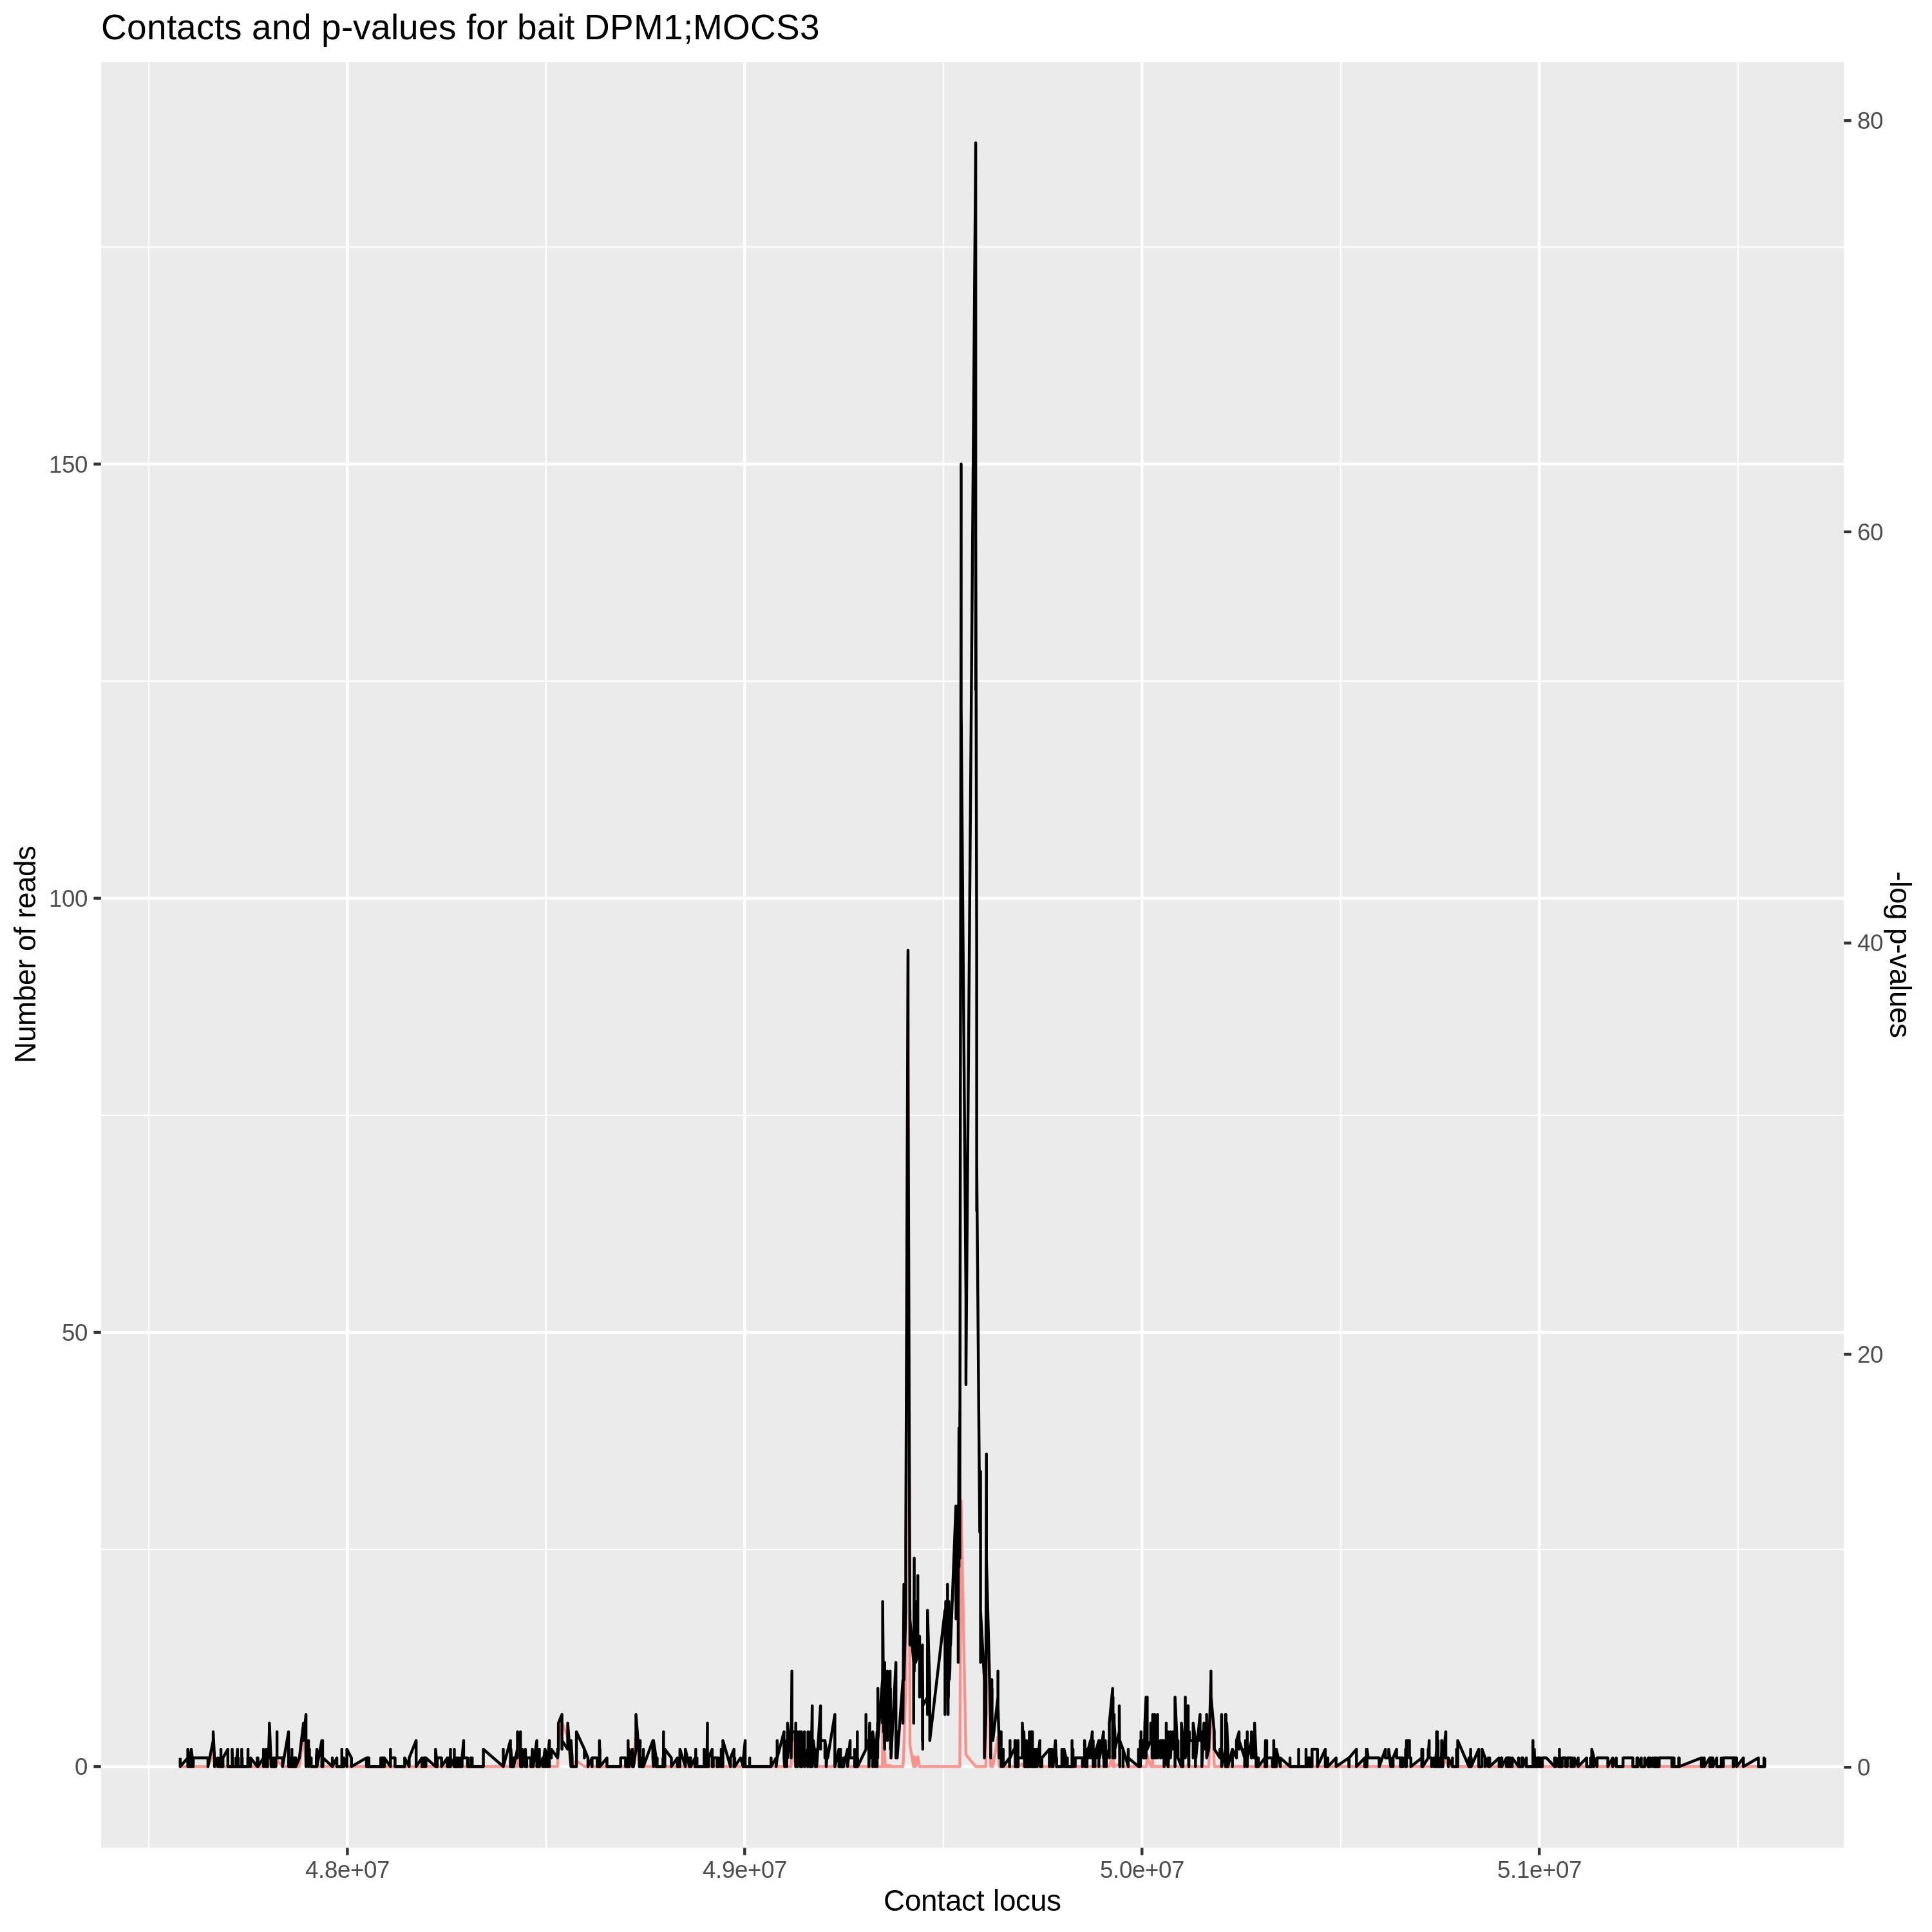 Contacts and p-values for bait DPM1;MOCS3
80
150
60
Number of reads
100
-log p-values
40
50
20
0
0
4.8e+07
4.9e+07
5.0e+07
5.1e+07
Contact locus